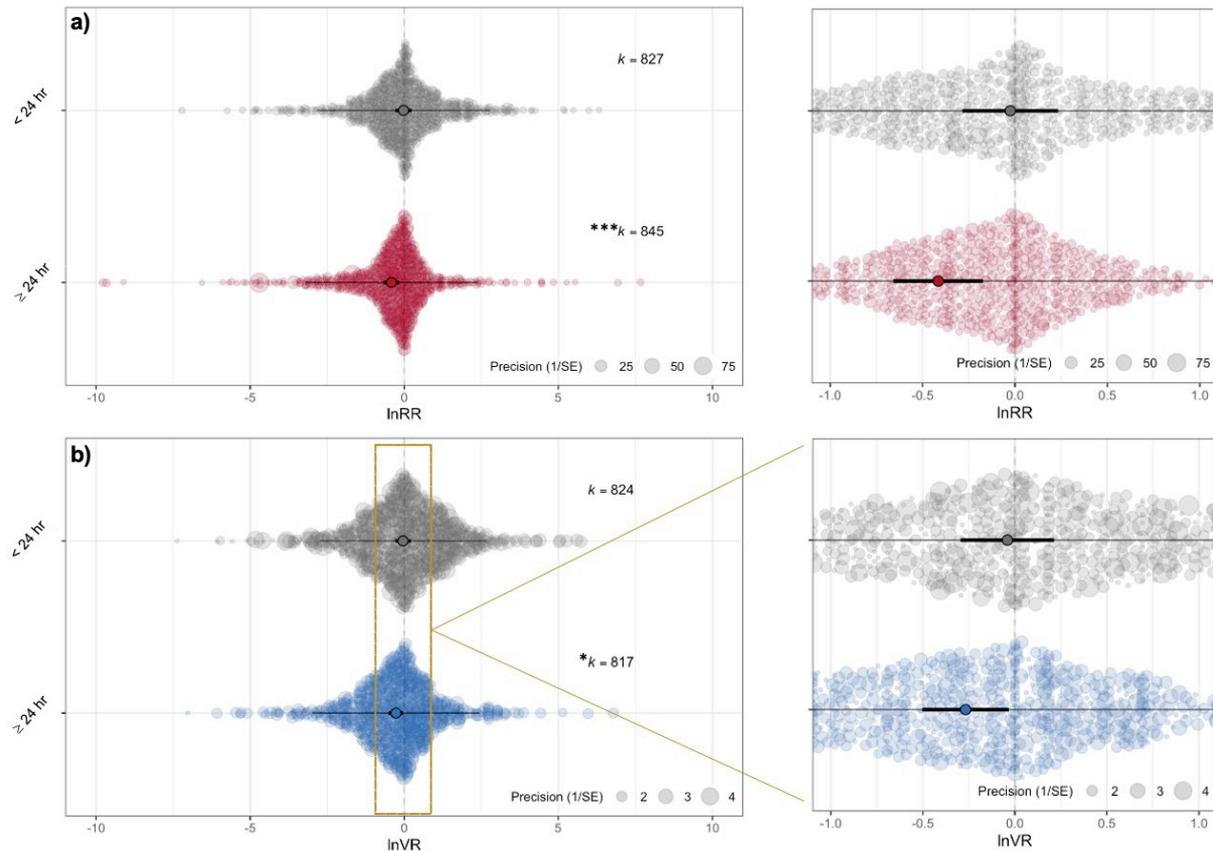 a)
k = 827
< 24 hr
***k = 845
≥ 24 hr
Precision (1/SE) 25 50 75
-10 -5 0 5 10
lnRR
Precision (1/SE) 25 50 75
-1.0 -0.5 0.0 0.5 1.0
lnRR
b)
k = 824
< 24 hr
*k = 817
≥ 24 hr
Precision (1/SE) 2 3 4
-10 -5 0 5 10
lnVR
Precision (1/SE) 2 3 4
-1.0 -0.5 0.0 0.5 1.0
lnVR